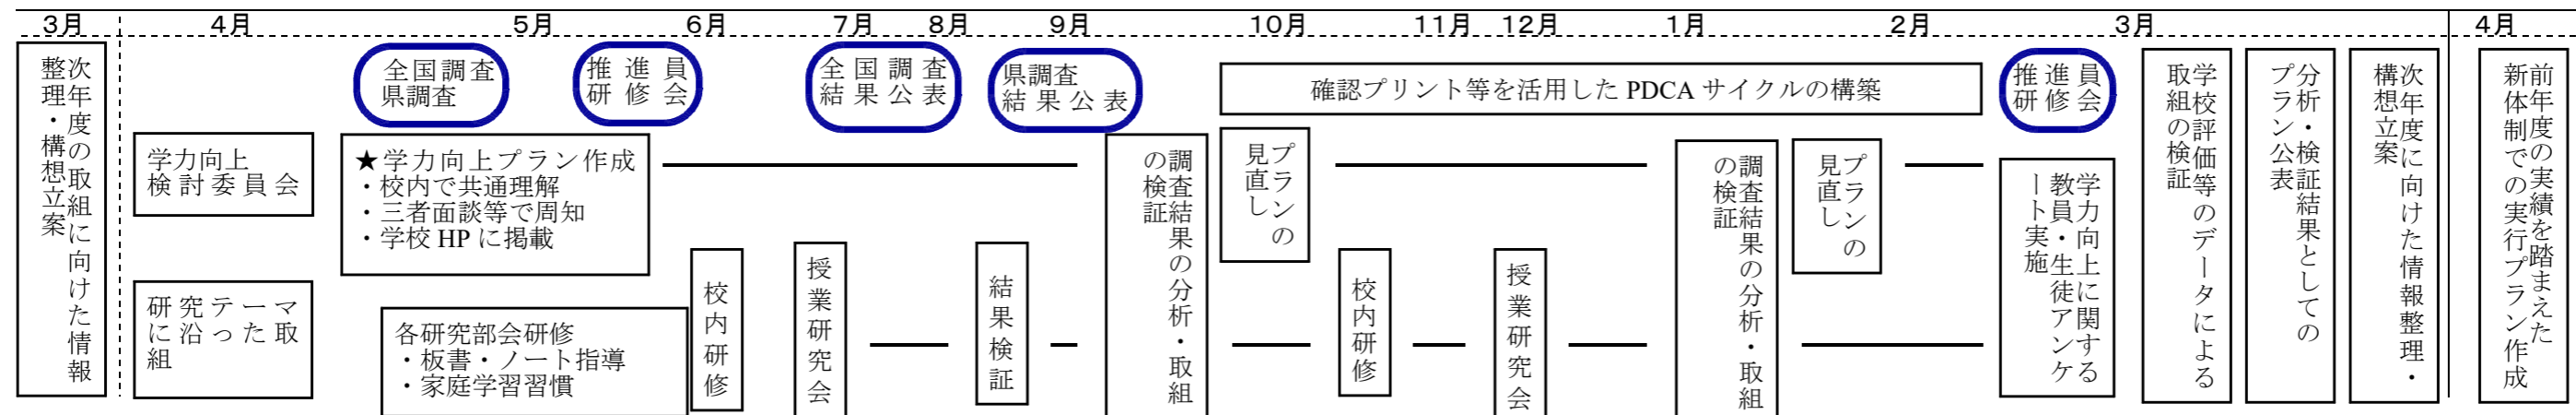 3月
4月
5月
6月
7月
8月
9月
10月
11月
12月
1月
2月
3月
4月
次年度の取組に向けた情報
整理・構想立案
全国調査
県調査
推進員
研修会
全国調査
結果公表
県調査
結果公表
確認プリント等を活用した PDCA サイクルの構築
推進員
研修会
学力向上
検討委員会
★学力向上プラン作成
・校内で共通理解
・三者面談等で周知
・学校 HP に掲載
研究テーマ
に沿った取
組
各研究部会研修
・板書・ノート指導
・家庭学習習慣
校内研修
授業研究会
結果検証
調査結果の分析・取組
の検証
プランの
見直し
校内研修
授業研究会
調査結果の分析・取組
の検証
プランの
見直し
学力向上に関する
教員・生徒アンケ
ート実施
学校評価等のデータによる
取組の検証
分析・検証結果としての
プラン公表
次年度に向けた情報整理・
構想立案
前年度の実績を踏まえた
新体制での実行プラン作成